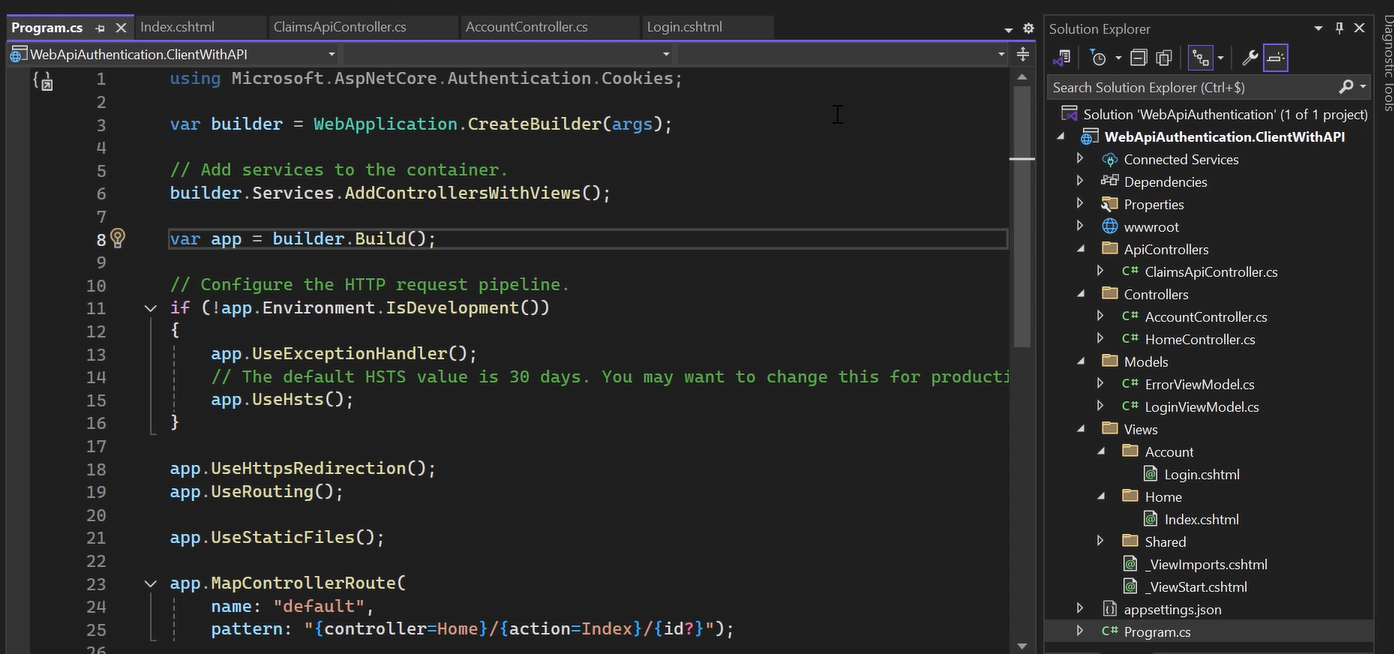 Program.cs
Index.cshtml
ClaimsApiController.cs
AccountController.cs
Login.cshtml
WebApiAuthentication.ClientWithAPI
1 using Microsoft.AspNetCore.Authentication.Cookies;
2
3 var builder = WebApplication.CreateBuilder(args);
4
5 // Add services to the container.
6 builder.Services.AddControllersWithViews();
7
8 var app = builder.Build();
9
10 // Configure the HTTP request pipeline.
11 if (!app.Environment.IsDevelopment())
12 {
13 app.UseExceptionHandler();
14 // The default HSTS value is 30 days. You may want to change this for producti
15 app.UseHsts();
16 }
17
18 app.UseHttpsRedirection();
19 app.UseRouting();
20
21 app.UseStaticFiles();
22
23 app.MapControllerRoute(
24 name: "default",
25 pattern: "{controller=Home}/{action=Index}/{id?}");
26
Solution Explorer
Search Solution Explorer (Ctrl+$)
Solution 'WebApiAuthentication' (1 of 1 project)
WebApiAuthentication.ClientWithAPI
Connected Services
Dependencies
Properties
wwwroot
ApiControllers
C# ClaimsApiController.cs
Controllers
C# AccountController.cs
C# HomeController.cs
Models
C# ErrorViewModel.cs
C# LoginViewModel.cs
Views
Account
Login.cshtml
Home
Index.cshtml
Shared
_ViewImports.cshtml
_ViewStart.cshtml
appsettings.json
C# Program.cs
Diagnostic Tools